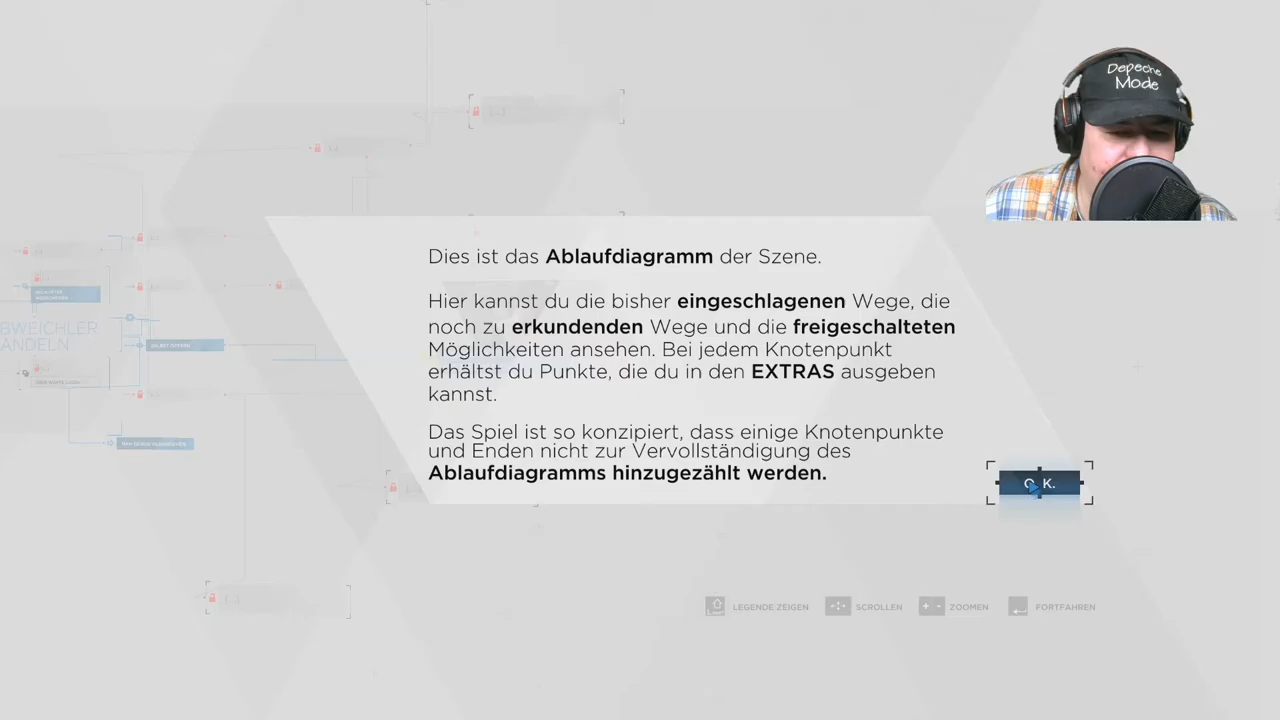 Depeche
Mode
Dies ist das Ablaufdiagramm der Szene.
Hier kannst du die bisher eingeschlagenen Wege, die
noch zu erkundenden Wege und die freigeschalteten
Möglichkeiten ansehen. Bei jedem Knotenpunkt
erhältst du Punkte, die du in den EXTRAS ausgeben
kannst.
Das Spiel ist so konzipiert, dass einige Knotenpunkte
und Enden nicht zur Vervollständigung des
Ablaufdiagramms hinzugezählt werden.
BWEICHLER
ANDELN
O. K.
LEGENDE ZEIGEN
SCROLLEN
ZOOMEN
FORTFAHREN